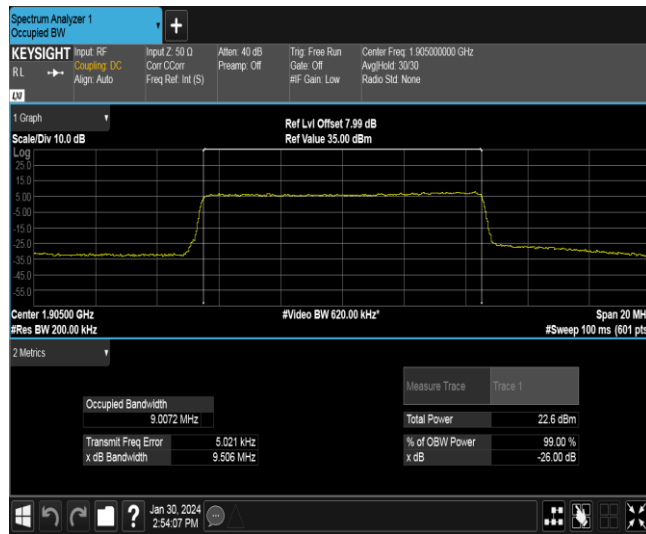 Spectrum Analyzer 1
Occupied BW
+
KEYSIGHT
Input: RF
Coupling: DC
Align: Auto
Input Z: 50 Ω
Corr CCorr
Freq Ref: Int (S)
Atten: 40 dB
Preamp: Off
Trig: Free Run
Gate: Off
#IF Gain: Low
Center Freq: 1.905000000 GHz
Avg|Hold: 30/30
Radio Std: None
R L
LXI
1 Graph
Scale/Div 10.0 dB
Ref Lvl Offset 7.99 dB
Ref Value 35.00 dBm
Log
25.0
15.0
5.00
-5.00
-15.0
-25.0
-35.0
-45.0
-55.0
Center 1.90500 GHz
#Res BW 200.00 kHz
#Video BW 620.00 kHz*
Span 20 MH
#Sweep 100 ms (601 pts
2 Metrics
Measure Trace Trace 1
Occupied Bandwidth
9.0072 MHz
Total Power 22.6 dBm
Transmit Freq Error 5.021 kHz
% of OBW Power 99.00 %
x dB Bandwidth 9.506 MHz
x dB -26.00 dB
?
Jan 30, 2024
2:54:07 PM